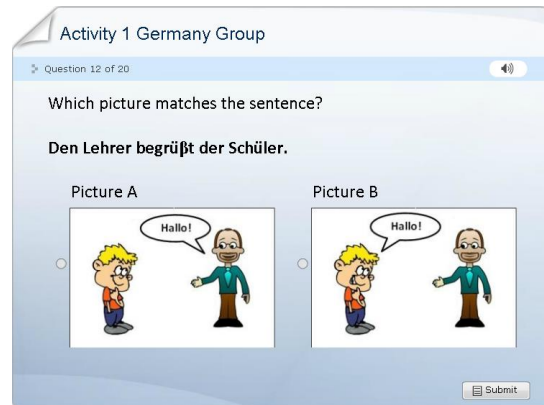 Activity 1 Germany Group
Question 12 of 20
Which picture matches the sentence?
Den Lehrer begrüβt der Schüler.
Picture A
Picture B
Hallo!
Hallo!
Submit